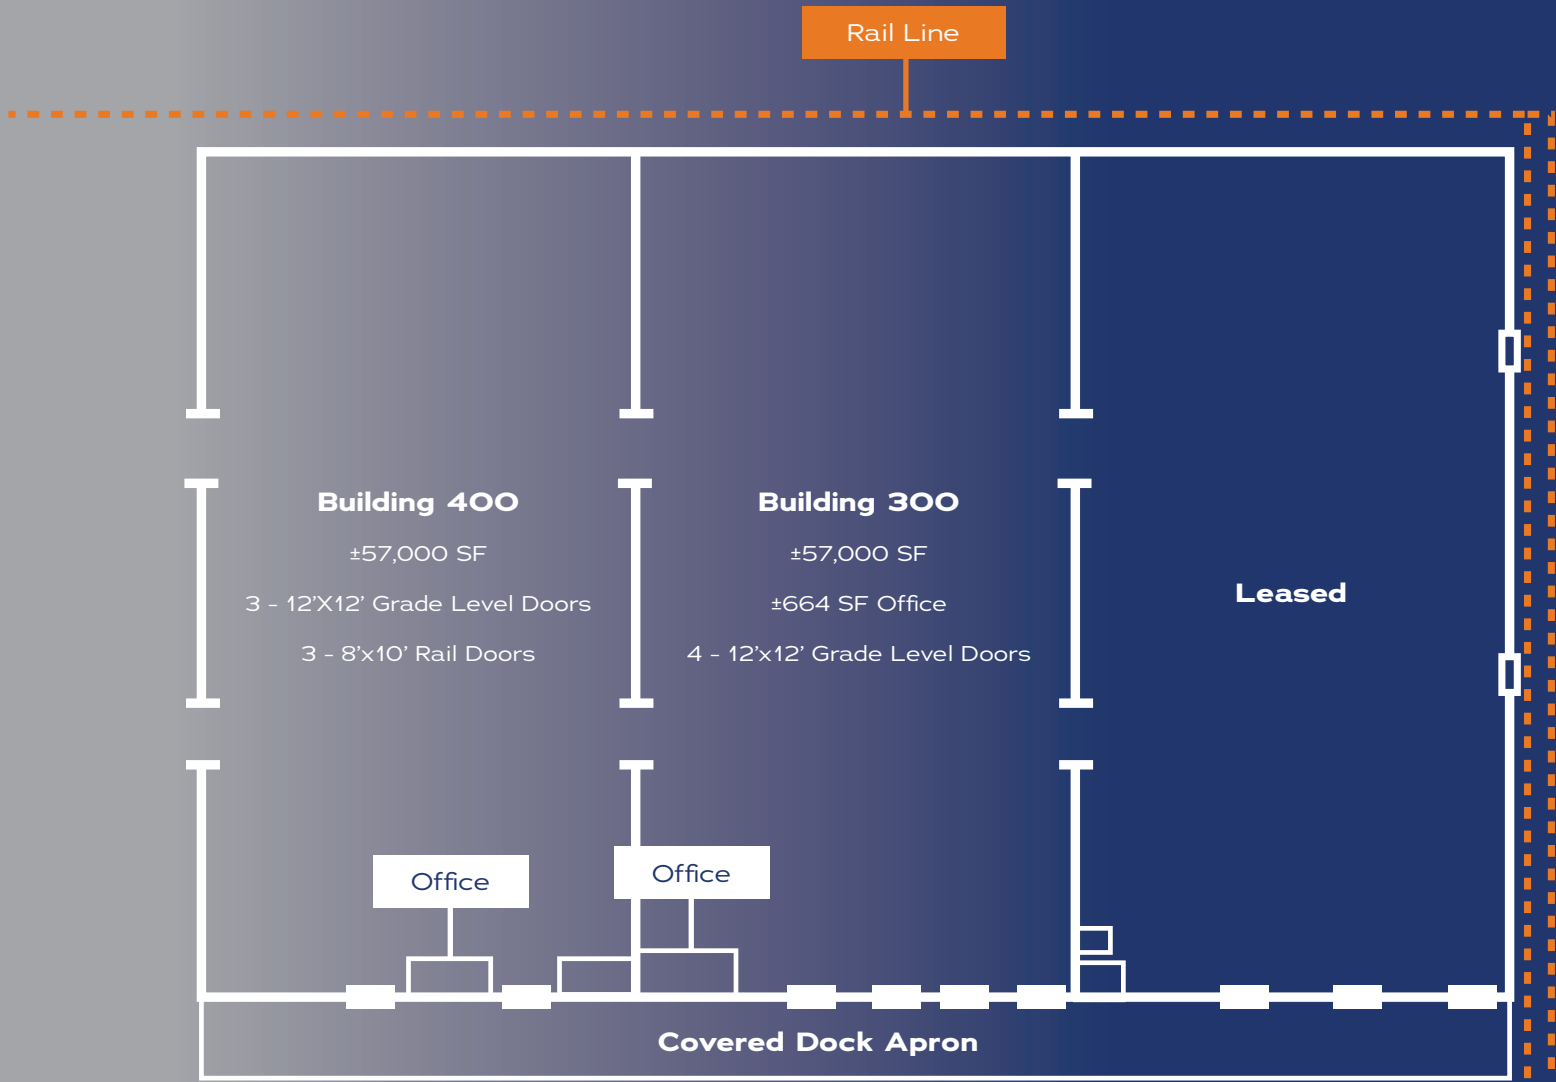 Rail Line
Building 400
±57,000 SF
3 - 12'X12' Grade Level Doors
3 - 8'x10' Rail Doors
Building 300
±57,000 SF
±664 SF Office
4 - 12'x12' Grade Level Doors
Leased
Office
Office
Covered Dock Apron